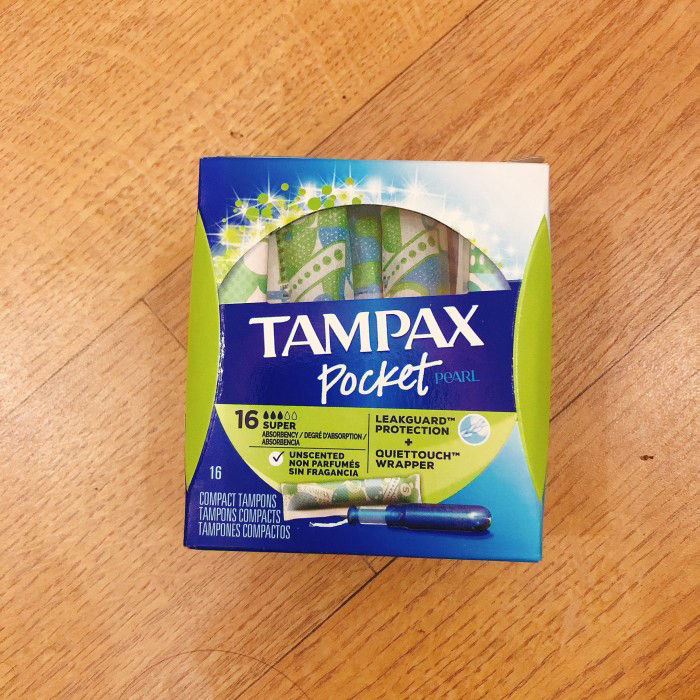 TAMPAX
Pocket PEARL
16 SUPER
ABSORBENCY / DEGRÉ D'ABSORPTION /
ABSORBENCIA
UNSCENTED
NON PARFUMÉS
SIN FRAGANCIA
LEAKGUARD™
PROTECTION
+
QUIETTOUCH™
WRAPPER
16
COMPACT TAMPONS
TAMPONS COMPACTS
TAMPONES COMPACTOS